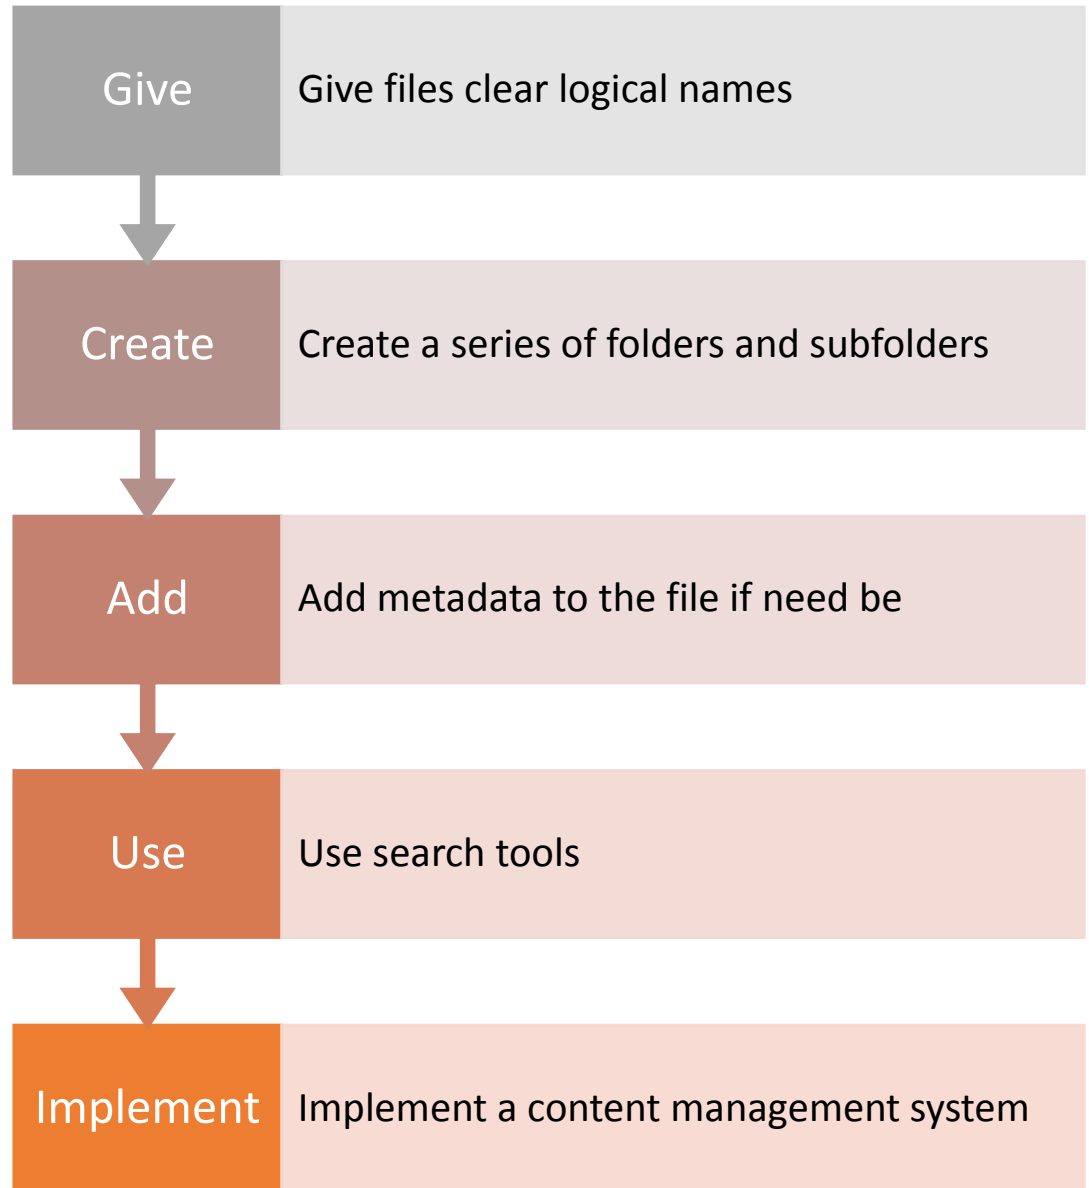 Give
Give files clear logical names
Create
Create a series of folders and subfolders
Add
Add metadata to the file if need be
Use
Use search tools
Implement
Implement a content management system